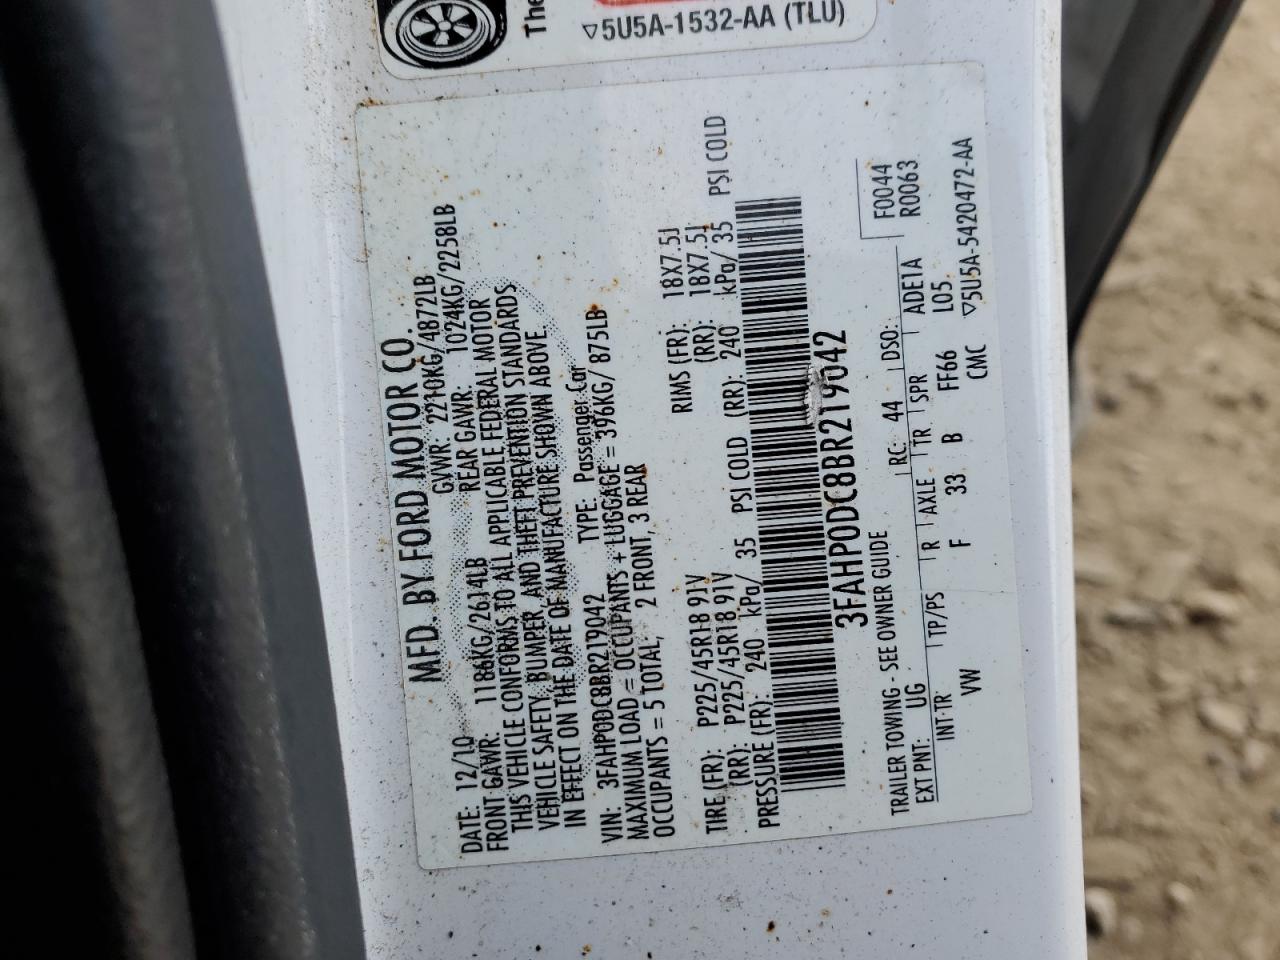 The
▽5U5A-1532-AA (TLU)
MFD. BY FORD MOTOR CO.
DATE: 12/10 GVWR: 2210KG/4872LB
FRONT GAWR: 1186KG/2614LB REAR GAWR: 1024KG/2258LB
THIS VEHICLE CONFORMS TO ALL APPLICABLE FEDERAL MOTOR
VEHICLE SAFETY, BUMPER, AND THEFT PREVENTION STANDARDS
IN EFFECT ON THE DATE OF MANUFACTURE SHOWN ABOVE.
VIN: 3FAHP0DC8BR219042 TYPE: Passenger Car
MAXIMUM LOAD = OCCUPANTS + LUGGAGE = 396KG/ 875LB
OCCUPANTS = 5 TOTAL, 2 FRONT, 3 REAR
TIRE (FR): P225/45R18 91V RIMS (FR): 18X7.5J
(RR): P225/45R18 91V (RR): 18X7.5J
PRESSURE (FR): 240 kPa/ 35 PSI COLD (RR): 240 kPa/ 35 PSI COLD
3FAHP0DC8BR219042
F0044
R0063
TRAILER TOWING - SEE OWNER GUIDE
EXT PNT: UG RC: 44 DSO:
INT TR TP/PS R AXLE TR SPR ADE1A
VW F 33 B FF66 L05
CMC ▽5U5A-5420472-AA